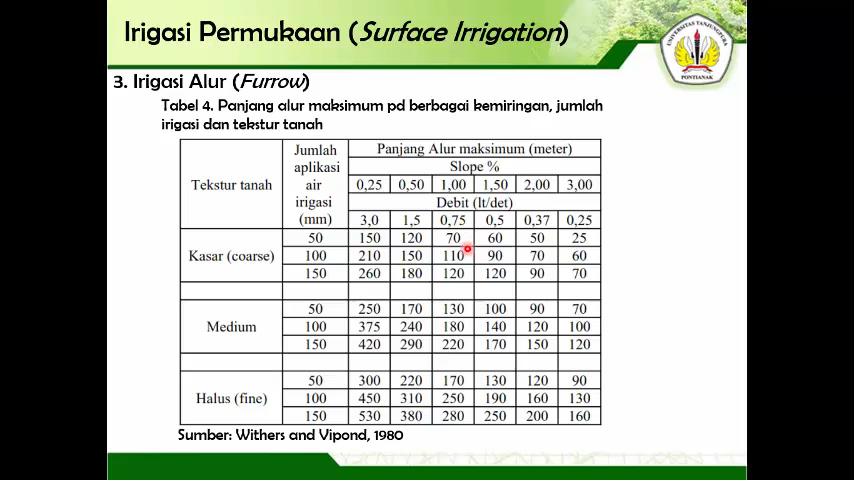 Irigasi Permukaan (Surface Irrigation)
UNIVERSITAS TANJUNGPURA
PONTIANAK
3. Irigasi Alur (Furrow)
Tabel 4. Panjang alur maksimum pd berbagai kemiringan, jumlah
irigasi dan tekstur tanah
Tekstur tanah Jumlah aplikasi air irigasi (mm) Panjang Alur maksimum (meter)
Slope %
0,25 0,50 1,00 1,50 2,00 3,00
Debit (lt/det)
3,0 1,5 0,75 0,5 0,37 0,25
Kasar (coarse) 50 150 120 70 60 50 25
100 210 150 110 90 70 60
150 260 180 120 120 90 70
Medium 50 250 170 130 100 90 70
100 375 240 180 140 120 100
150 420 290 220 170 150 120
Halus (fine) 50 300 220 170 130 120 90
100 450 310 250 190 160 130
150 530 380 280 250 200 160
Sumber: Withers and Vipond, 1980